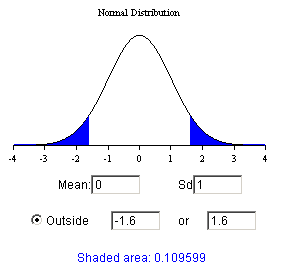 Normal Distribution
-4 -3 -2 -1 0 1 2 3 4
Mean: 0 Sd 1
Outside -1.6 or 1.6
Shaded area: 0.109599